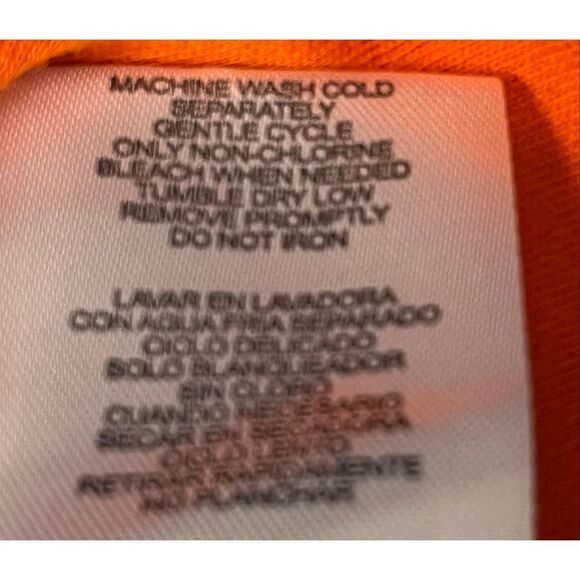 MACHINE WASH COLD
SEPARATELY
GENTLE CYCLE
ONLY NON-CHLORINE
BLEACH WHEN NEEDED
TUMBLE DRY LOW
REMOVE PROMPTLY
DO NOT IRON
LAVAR EN LAVADORA
CON AGUA FRIA SEPARADO
CICLO DELICADO
SOLO BLANQUEADOR
SIN CLORO
CUANDO NECESARIO
SECAR EN SECADORA
CICLO LENTO
RETIRAR RAPIDAMENTE
NO PLANCHAR